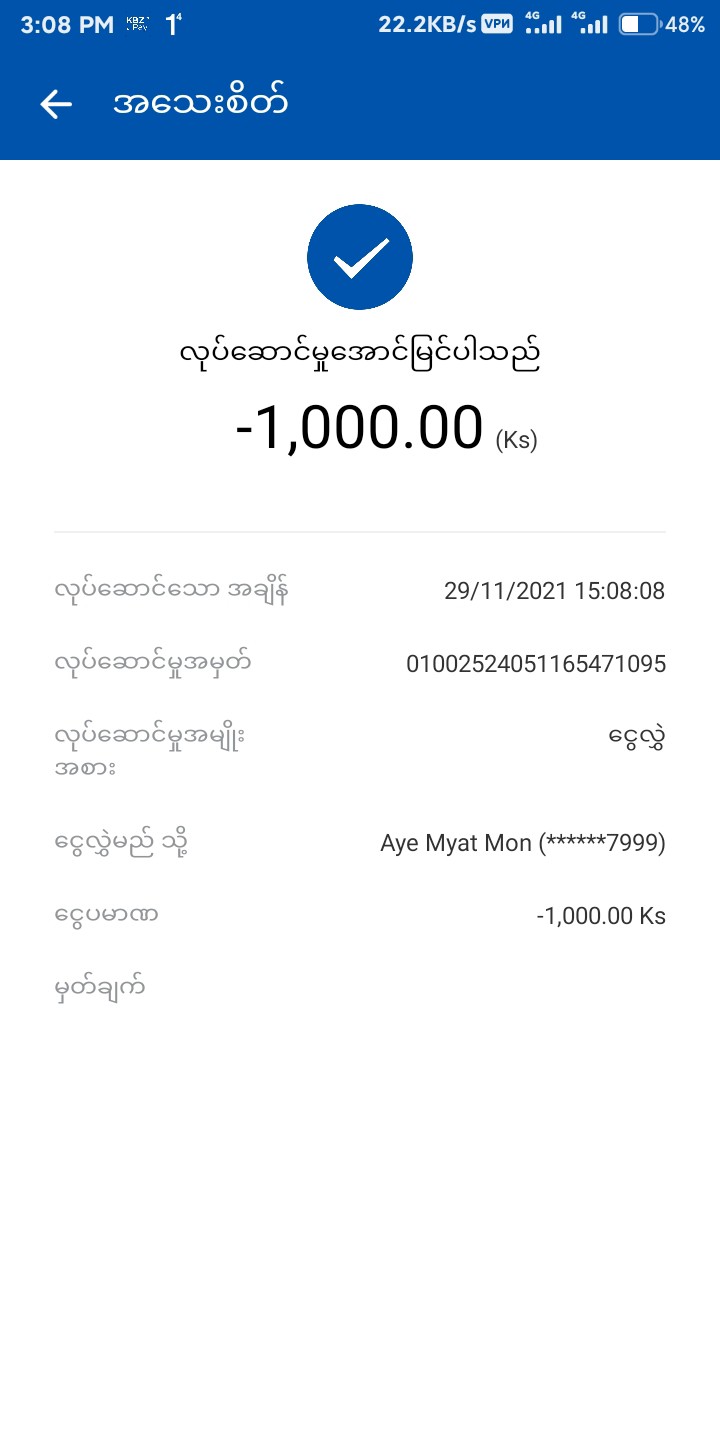 3:08 PM KBZ Pay 1 4 22.2KB/s VPN 4G 4G 48%
အသေးစိတ်
လုပ်ဆောင်မှုအောင်မြင်ပါသည်
-1,000.00 (Ks)
လုပ်ဆောင်သော အချိန် 29/11/2021 15:08:08
လုပ်ဆောင်မှုအမှတ် 01002524051165471095
လုပ်ဆောင်မှုအမျိုး ငွေလွှဲ
အစား
ငွေလွှဲမည် သို့ Aye Myat Mon (******7999)
ငွေပမာဏ -1,000.00 Ks
မှတ်ချက်